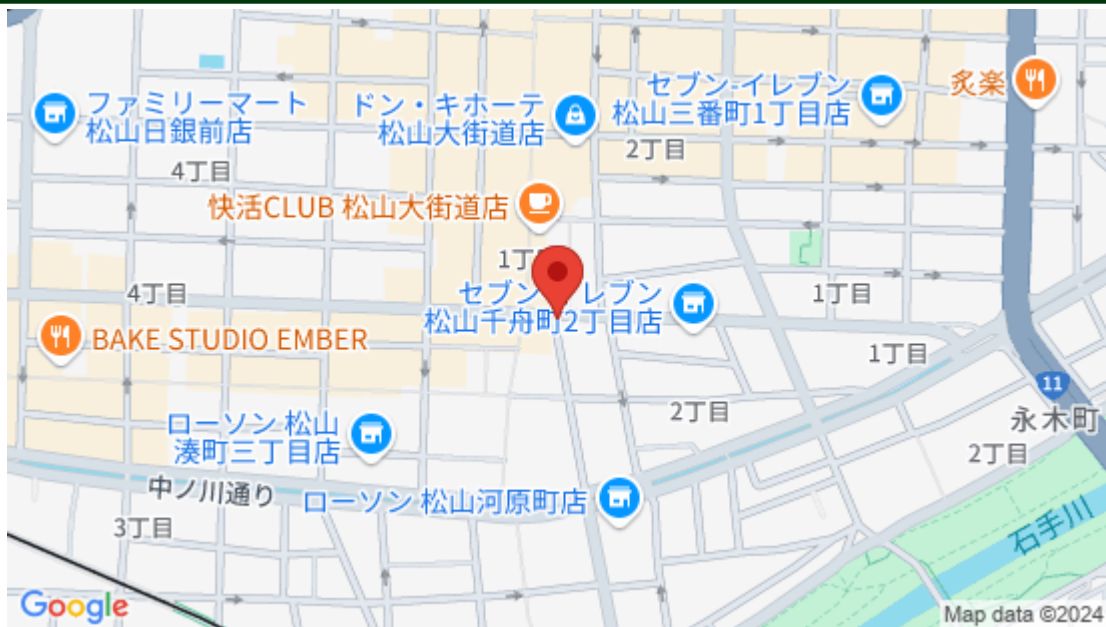 ファミリーマート
松山日銀前店
ドン・キホーテ
松山大街道店
セブン-イレブン
松山三番町1丁目店
炙楽
2丁目
4丁目
快活CLUB 松山大街道店
1丁
4丁目
セブン
レブン
松山千舟町2丁目店
1丁目
BAKE STUDIO EMBER
1丁目
11
永木町
2丁目
ローソン 松山
湊町三丁目店
2丁目
中ノ川通り
ローソン 松山河原町店
3丁目
石手川
Google
Map data ©2024